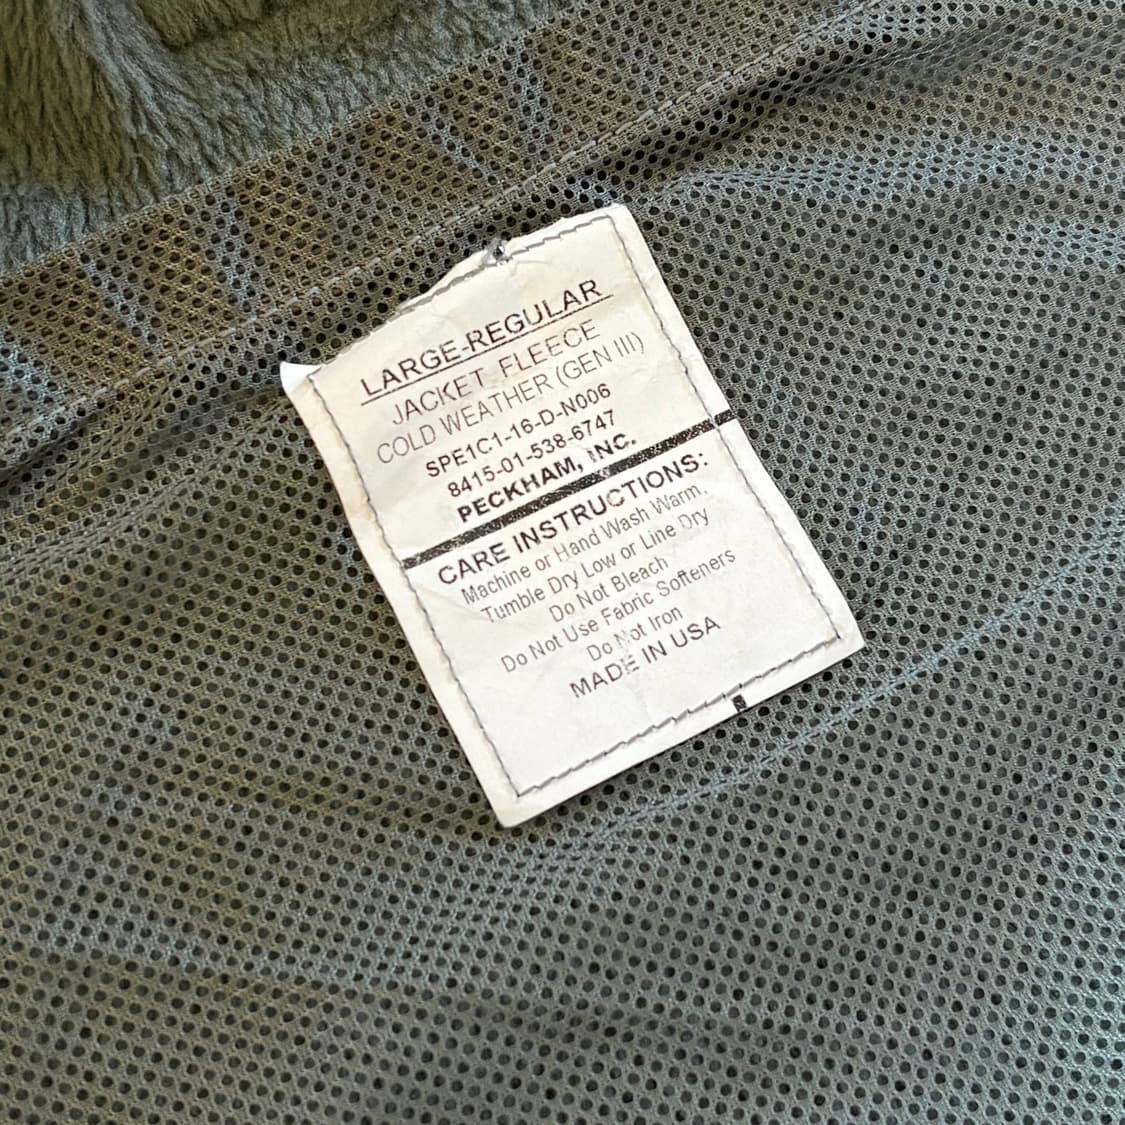 LARGE-REGULAR
JACKET, FLEECE
COLD WEATHER (GEN III)
SPE1C1-16-D-N006
8415-01-538-6747
PECKHAM, INC.
CARE INSTRUCTIONS:
Machine or Hand Wash Warm,
Tumble Dry Low or Line Dry
Do Not Bleach
Do Not Use Fabric Softeners
Do Not Iron
MADE IN USA